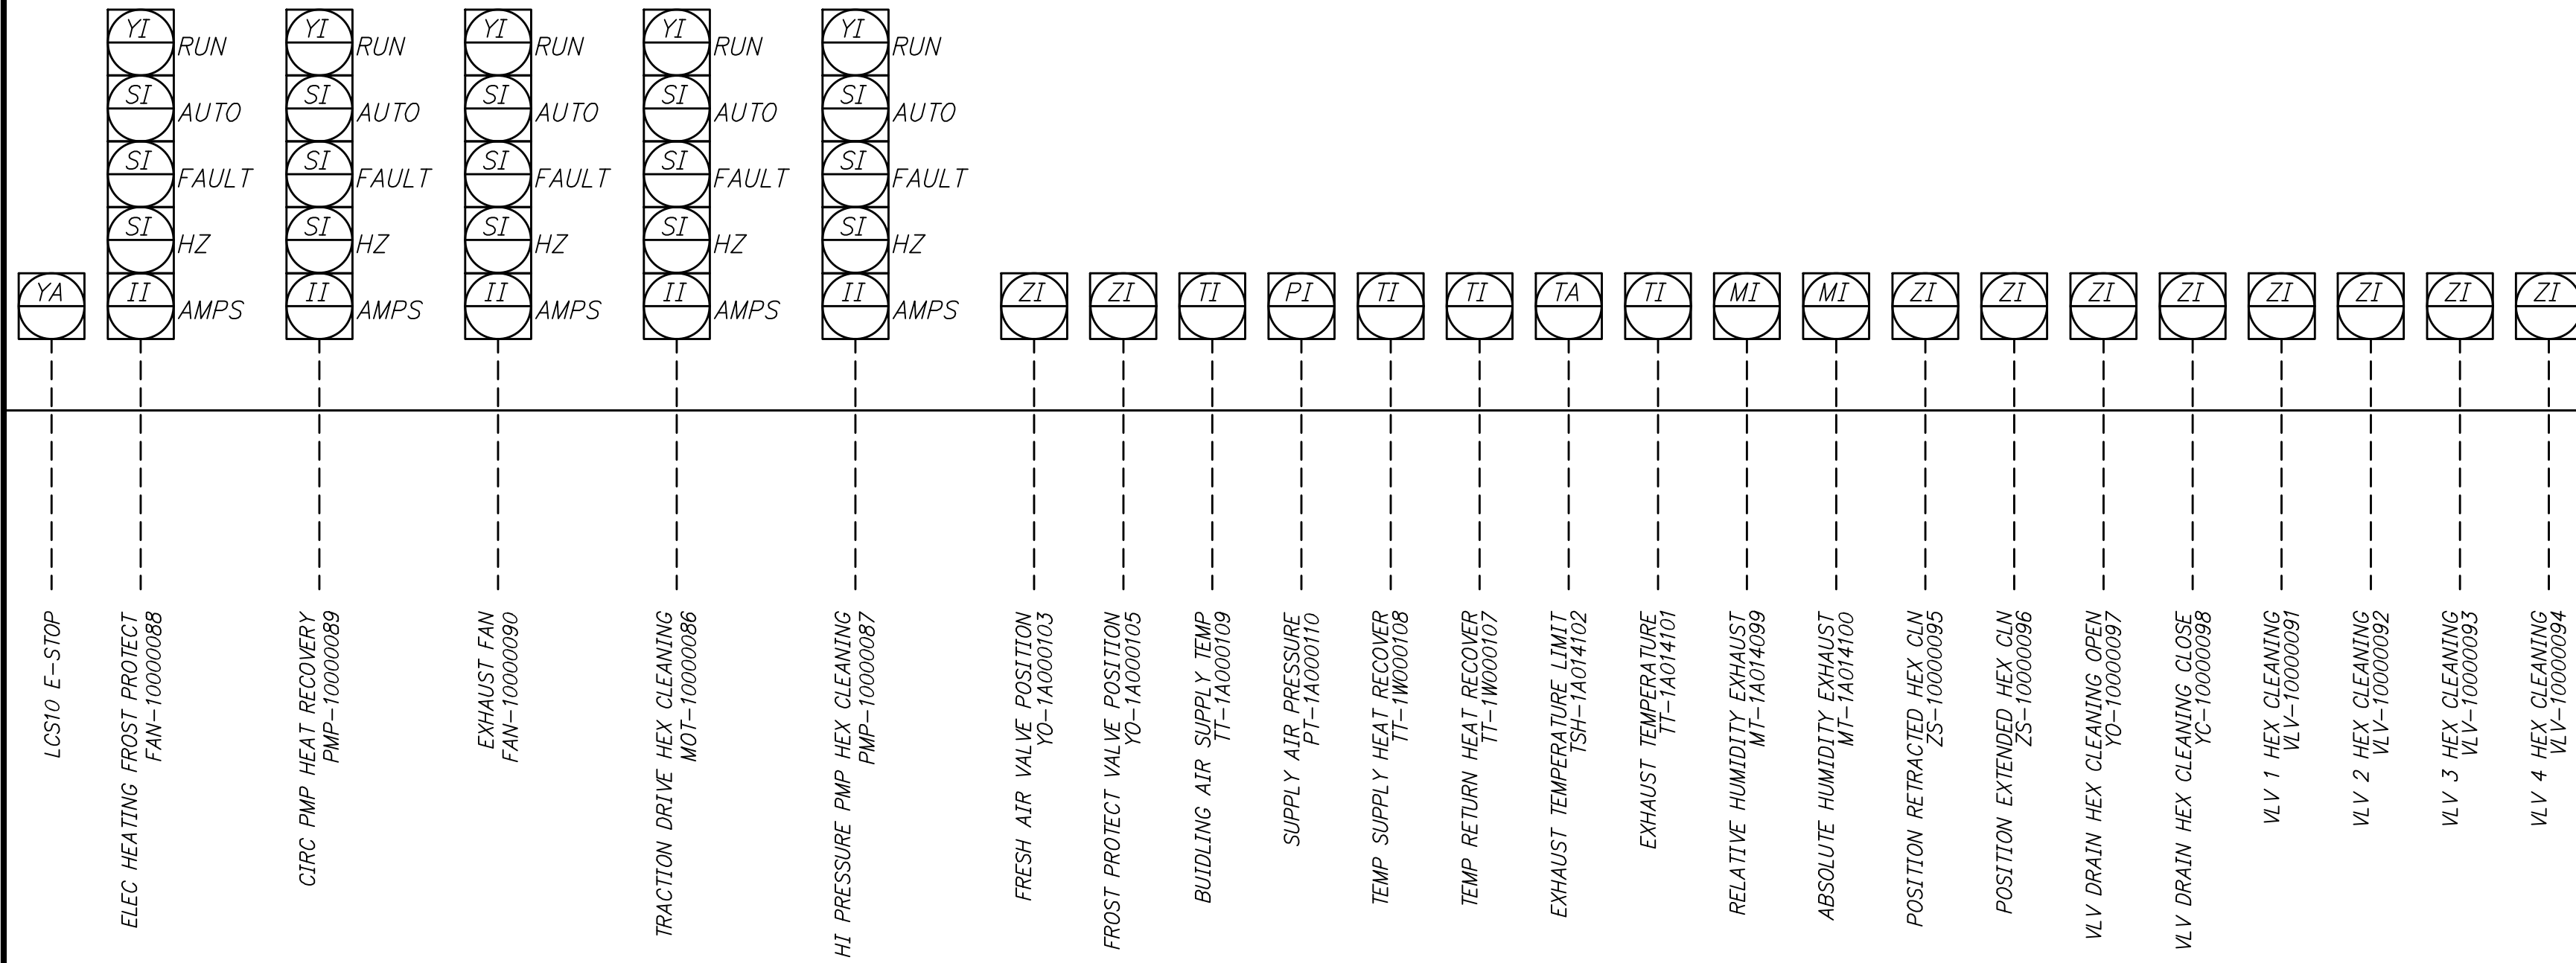 YI RUN YI RUN YI RUN YI RUN YI RUN
SI AUTO SI AUTO SI AUTO SI AUTO SI AUTO
SI FAULT SI FAULT SI FAULT SI FAULT SI FAULT
SI HZ SI HZ SI HZ SI HZ SI HZ
YA II AMPS II AMPS II AMPS II AMPS II AMPS ZI ZI TI PI TI TI TA TI MI MI ZI ZI ZI ZI ZI ZI ZI ZI
LCS10 E-STOP
ELEC HEATING FROST PROTECT
FAN-10000088
CIRC PMP HEAT RECOVERY
PMP-10000089
EXHAUST FAN
FAN-10000090
TRACTION DRIVE HEX CLEANING
MOT-10000086
HI PRESSURE PMP HEX CLEANING
PMP-10000087
FRESH AIR VALVE POSITION
YO-1A000103
FROST PROTECT VALVE POSITION
YO-1A000105
BUIDLING AIR SUPPLY TEMP
TT-1A000109
SUPPLY AIR PRESSURE
PT-1A000110
TEMP SUPPLY HEAT RECOVER
TT-1W000108
TEMP RETURN HEAT RECOVER
TT-1W000107
EXHAUST TEMPERATURE LIMIT
TSH-1A014102
EXHAUST TEMPERATURE
TT-1A014101
RELATIVE HUMIDITY EXHAUST
MT-1A014099
ABSOLUTE HUMIDITY EXHAUST
MT-1A014100
POSITION RETRACTED HEX CLN
ZS-10000095
POSITION EXTENDED HEX CLN
ZS-10000096
VLV DRAIN HEX CLEANING OPEN
YO-10000097
VLV DRAIN HEX CLEANING CLOSE
YC-10000098
VLV 1 HEX CLEANING
VLV-10000091
VLV 2 HEX CLEANING
VLV-10000092
VLV 3 HEX CLEANING
VLV-10000093
VLV 4 HEX CLEANING
VLV-10000094